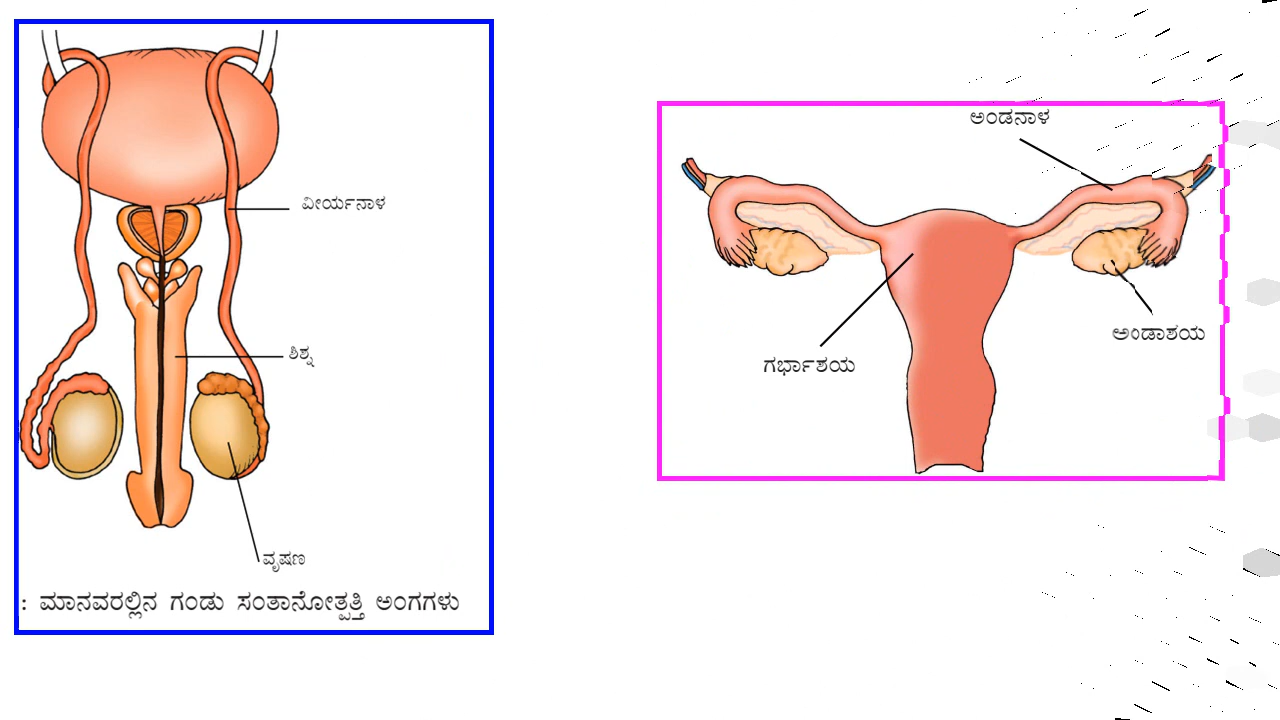 ವೀರ್ಯನಾಳ
ಶಿಶ್ನ
ವೃಷಣ
: ಮಾನವರಲ್ಲಿನ ಗಂಡು ಸಂತಾನೋತ್ಪತ್ತಿ ಅಂಗಗಳು
ಅಂಡನಾಳ
ಅಂಡಾಶಯ
ಗರ್ಭಾಶಯ